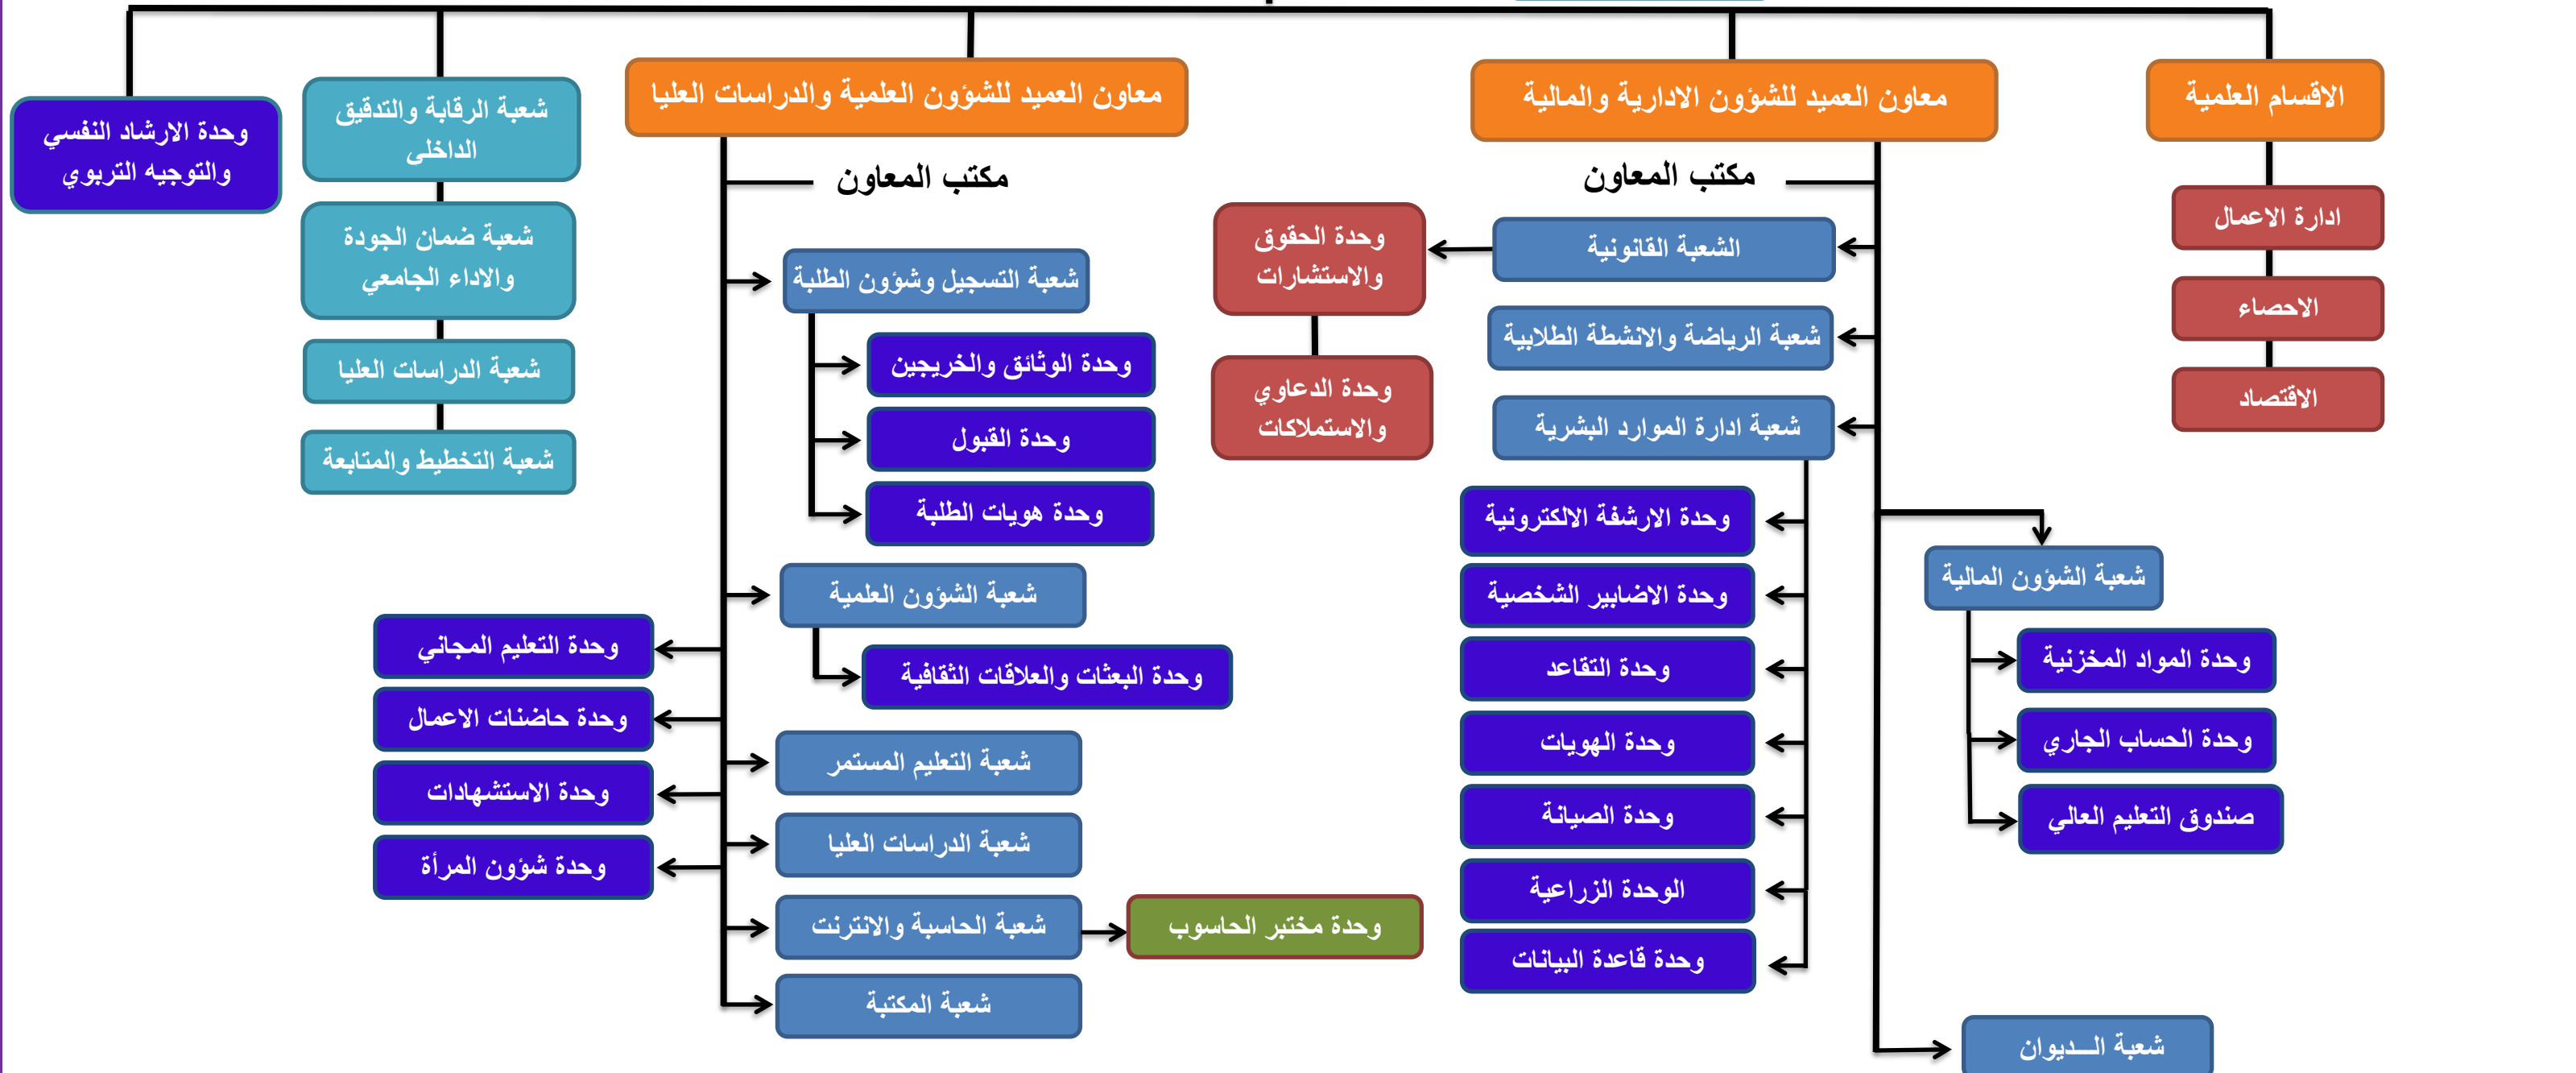 الاقسام العلمية
ادارة الاعمال
الاحصاء
الاقتصاد
معاون العميد للشؤون الادارية والمالية
مكتب المعاون
الشعبة القانونية
وحدة الحقوق
والاستشارات
وحدة الدعاوي
والاستملاكات
شعبة الرياضة والانشطة الطلابية
شعبة ادارة الموارد البشرية
وحدة الارشفة الالكترونية
وحدة الاضابير الشخصية
وحدة التقاعد
وحدة الهويات
وحدة الصيانة
الوحدة الزراعية
وحدة قاعدة البيانات
شعبة الشؤون المالية
وحدة المواد المخزنية
وحدة الحساب الجاري
صندوق التعليم العالي
شعبة الـــديوان
معاون العميد للشؤون العلمية والدراسات العليا
مكتب المعاون
شعبة التسجيل وشؤون الطلبة
وحدة الوثائق والخريجين
وحدة القبول
وحدة هويات الطلبة
شعبة الشؤون العلمية
وحدة البعثات والعلاقات الثقافية
شعبة التعليم المستمر
شعبة الدراسات العليا
شعبة الحاسبة والانترنت
وحدة مختبر الحاسوب
شعبة المكتبة
وحدة التعليم المجاني
وحدة حاضنات الاعمال
وحدة الاستشهادات
وحدة شؤون المرأة
شعبة الرقابة والتدقيق
الداخلى
شعبة ضمان الجودة
والاداء الجامعي
شعبة الدراسات العليا
شعبة التخطيط والمتابعة
وحدة الارشاد النفسي
والتوجيه التربوي